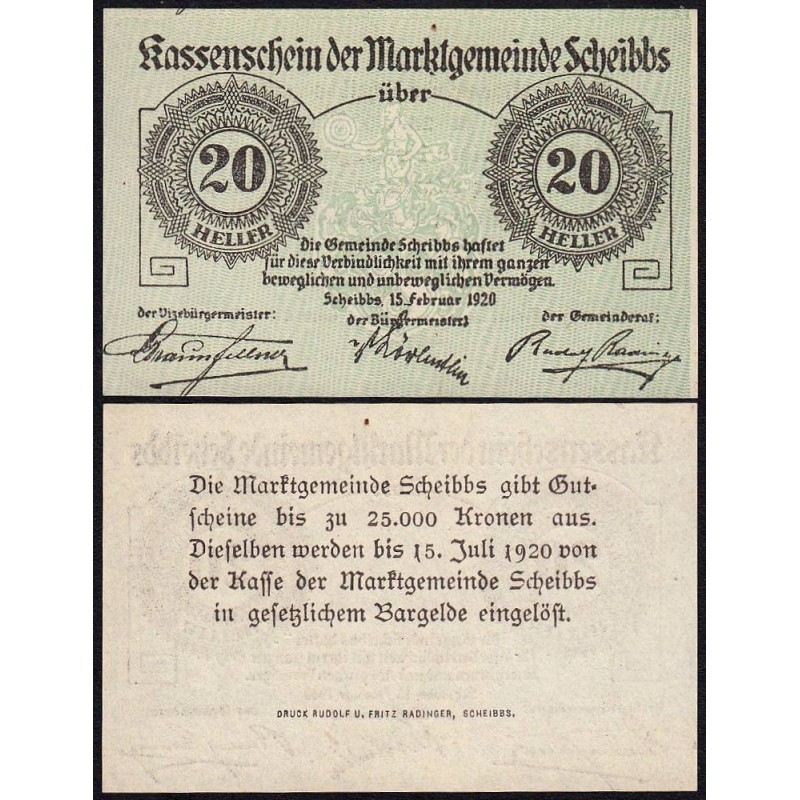 Kassenschein der Marktgemeinde Scheibbs
über
20
HELLER
20
HELLER
Die Gemeinde Scheibbs haftet
für diese Verbindlichkeit mit ihrem ganzen
beweglichen und unbeweglichen Vermögen.
Scheibbs, 15. Februar 1920
der Vizebürgermeister:
der Bürgermeister:
der Gemeinderat:
Rudolf Radinger
Die Marktgemeinde Scheibbs gibt Gut-
scheine bis zu 25.000 Kronen aus.
Dieselben werden bis 15. Juli 1920 von
der Kasse der Marktgemeinde Scheibbs
in gesetzlichem Bargelde eingelöst.
DRUCK RUDOLF U. FRITZ RADINGER, SCHEIBBS.